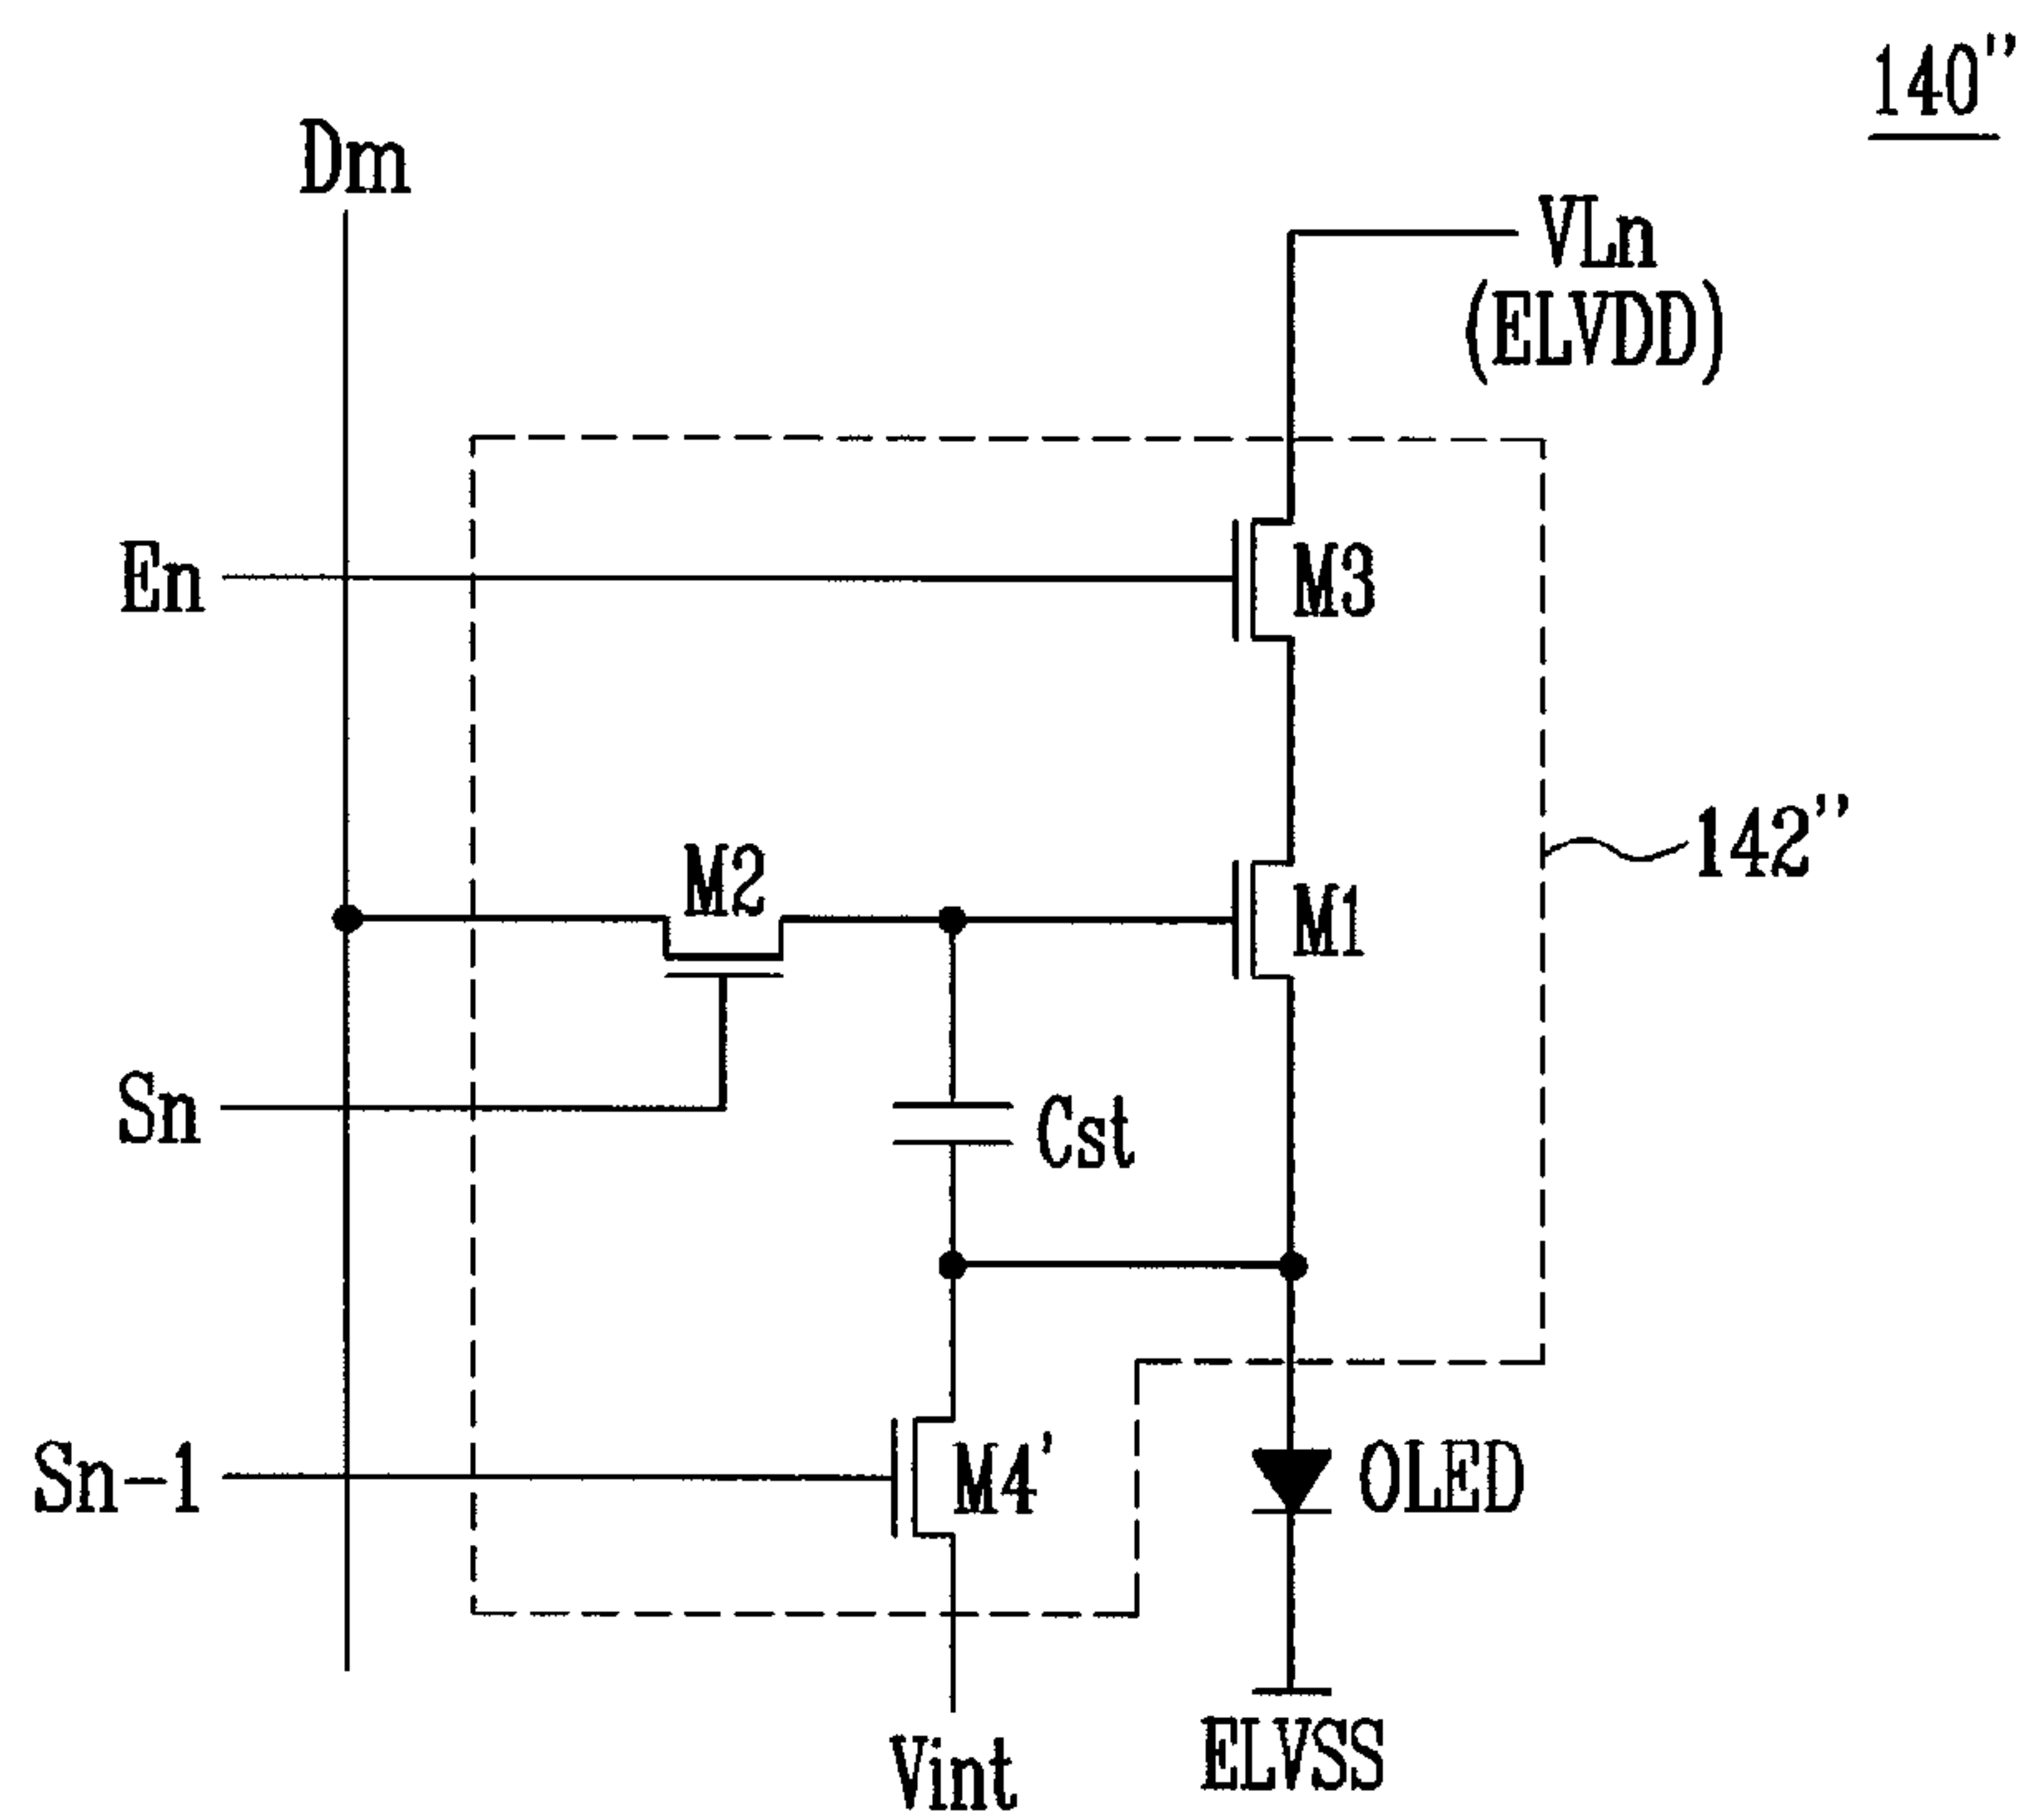 140"
Dm
VLn
(ELVDD)
En
M3
142"
M2
M1
Sn
Cst
Sn-1
M4'
OLED
Vint
ELVSS